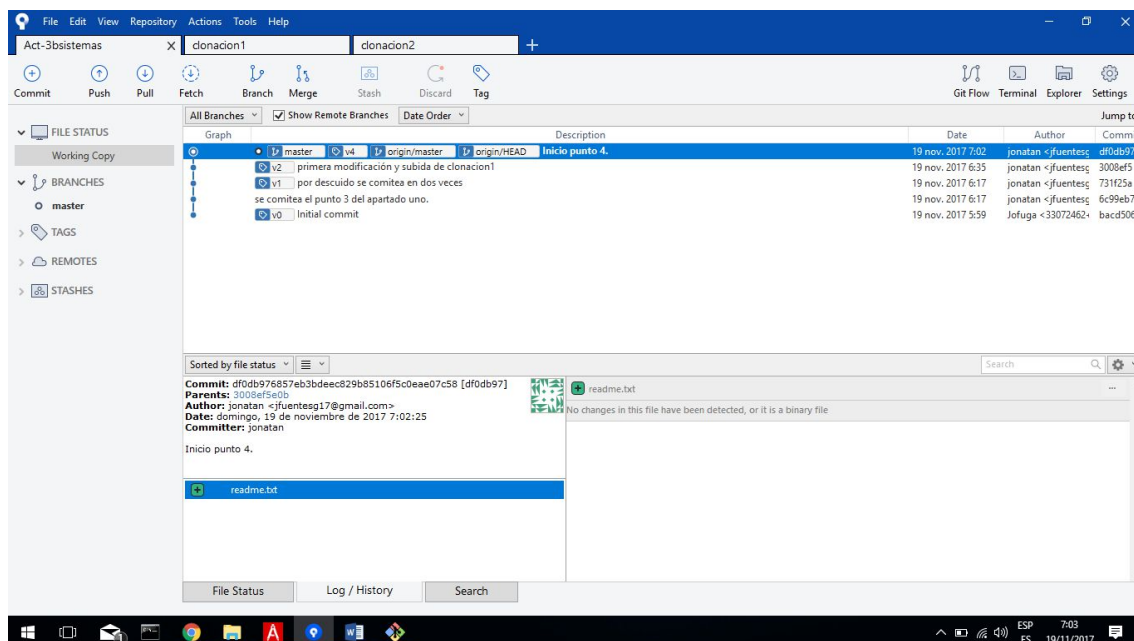 File Edit View Repository Actions Tools Help
Act-3bsistemas X clonacion1 clonacion2 +
Commit Push Pull Fetch Branch Merge Stash Discard Tag Git Flow Terminal Explorer Settings
All Branches Show Remote Branches Date Order Jump to
FILE STATUS
Working Copy
BRANCHES
master
TAGS
REMOTES
STASHES
Graph Description Date Author Comm
master v4 origin/master origin/HEAD Inicio punto 4. 19 nov. 2017 7:02 jonatan <jfuentesg df0db97
v2 primera modificación y subida de clonacion1 19 nov. 2017 6:35 jonatan <jfuentesg 3008ef5
v1 por descuido se comitea en dos veces 19 nov. 2017 6:17 jonatan <jfuentesg 731f25a
se comitea el punto 3 del apartado uno. 19 nov. 2017 6:17 jonatan <jfuentesg 6c99eb7
v0 Initial commit 19 nov. 2017 5:59 Jofuga <33072462+ bacd506
Sorted by file status Search
Commit: df0db976857eb3bdeec829b85106f5c0eae07c58 [df0db97]
Parents: 3008ef5e0b
Author: jonatan <jfuentesg17@gmail.com>
Date: domingo, 19 de noviembre de 2017 7:02:25
Committer: jonatan
Inicio punto 4.
readme.txt
readme.txt
No changes in this file have been detected, or it is a binary file
File Status Log / History Search
ESP 7:03
ES 19/11/2017